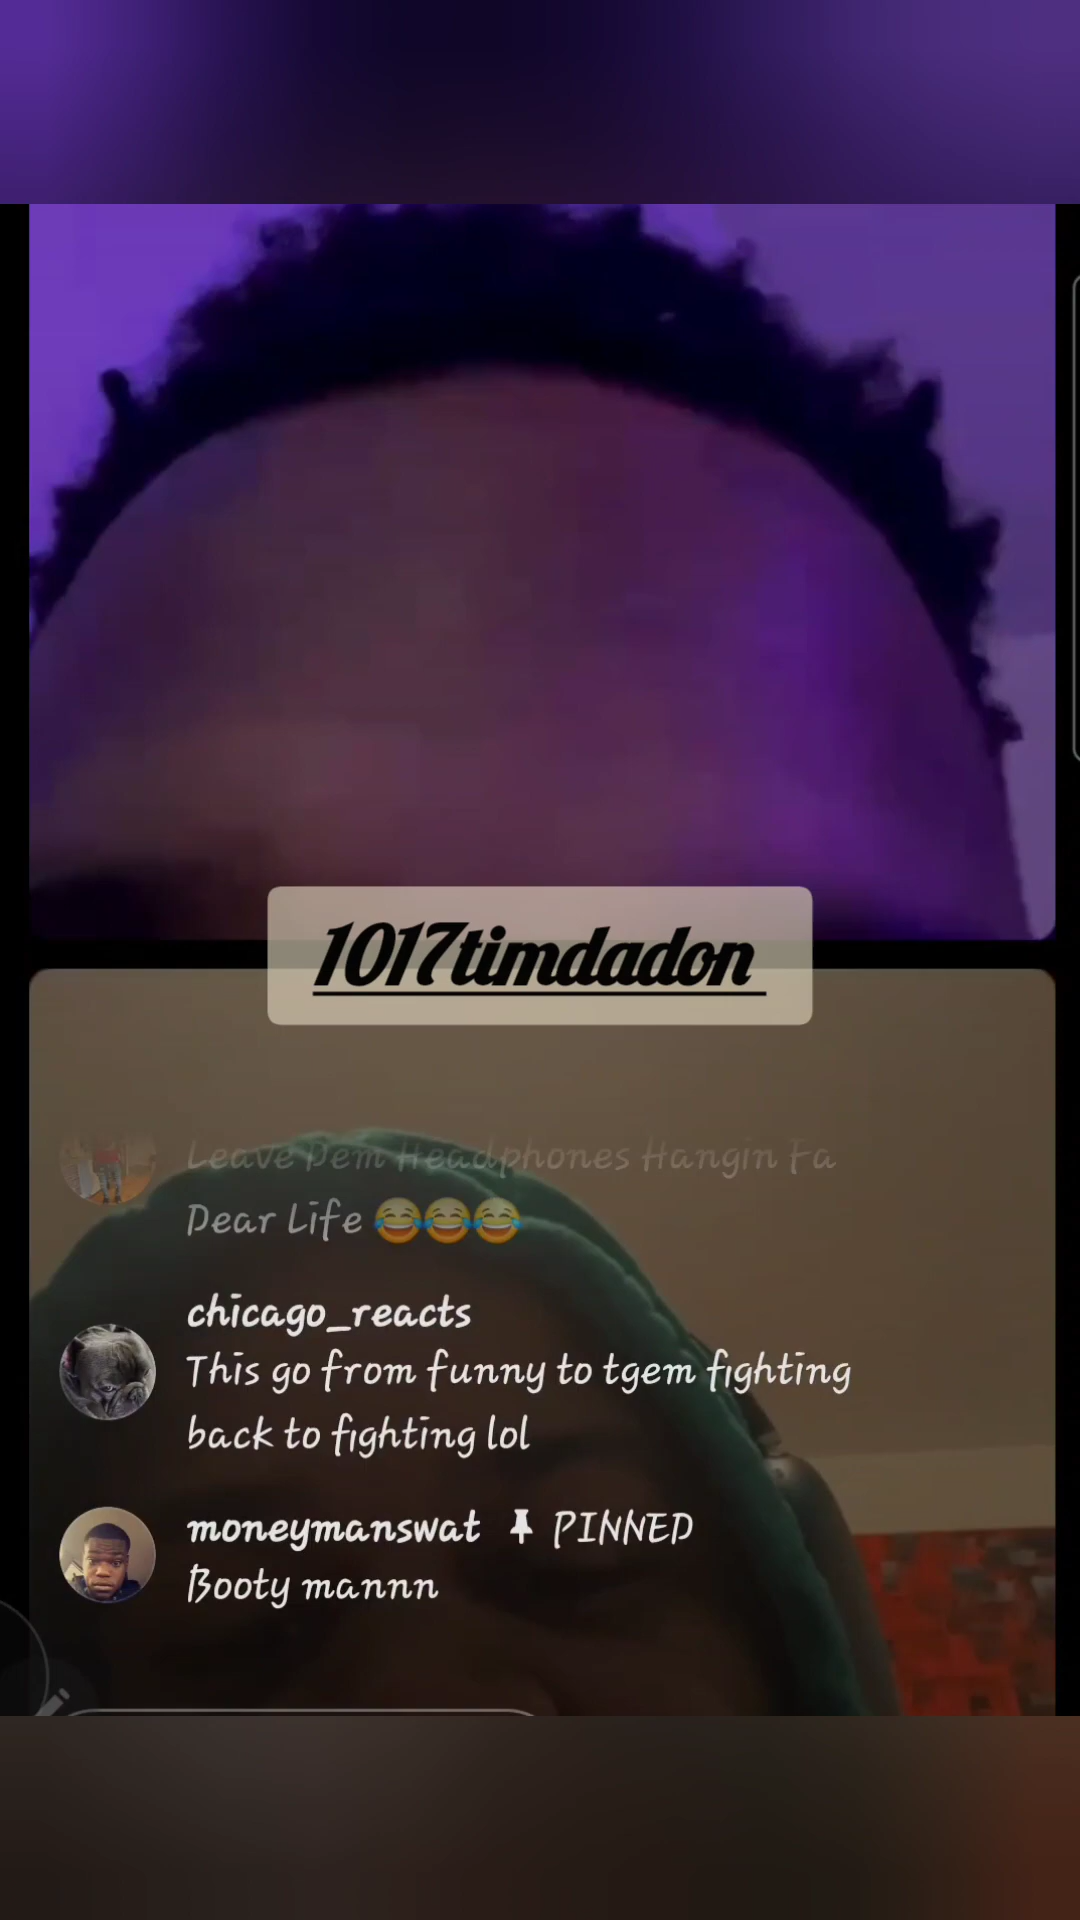 1017timdadon
Leave Dem Headphones Hangin Fa
Dear Life 😂😂😂
chicago_reacts
This go from funny to tgem fighting
back to fighting lol
moneymanswat PINNED
Booty mannn